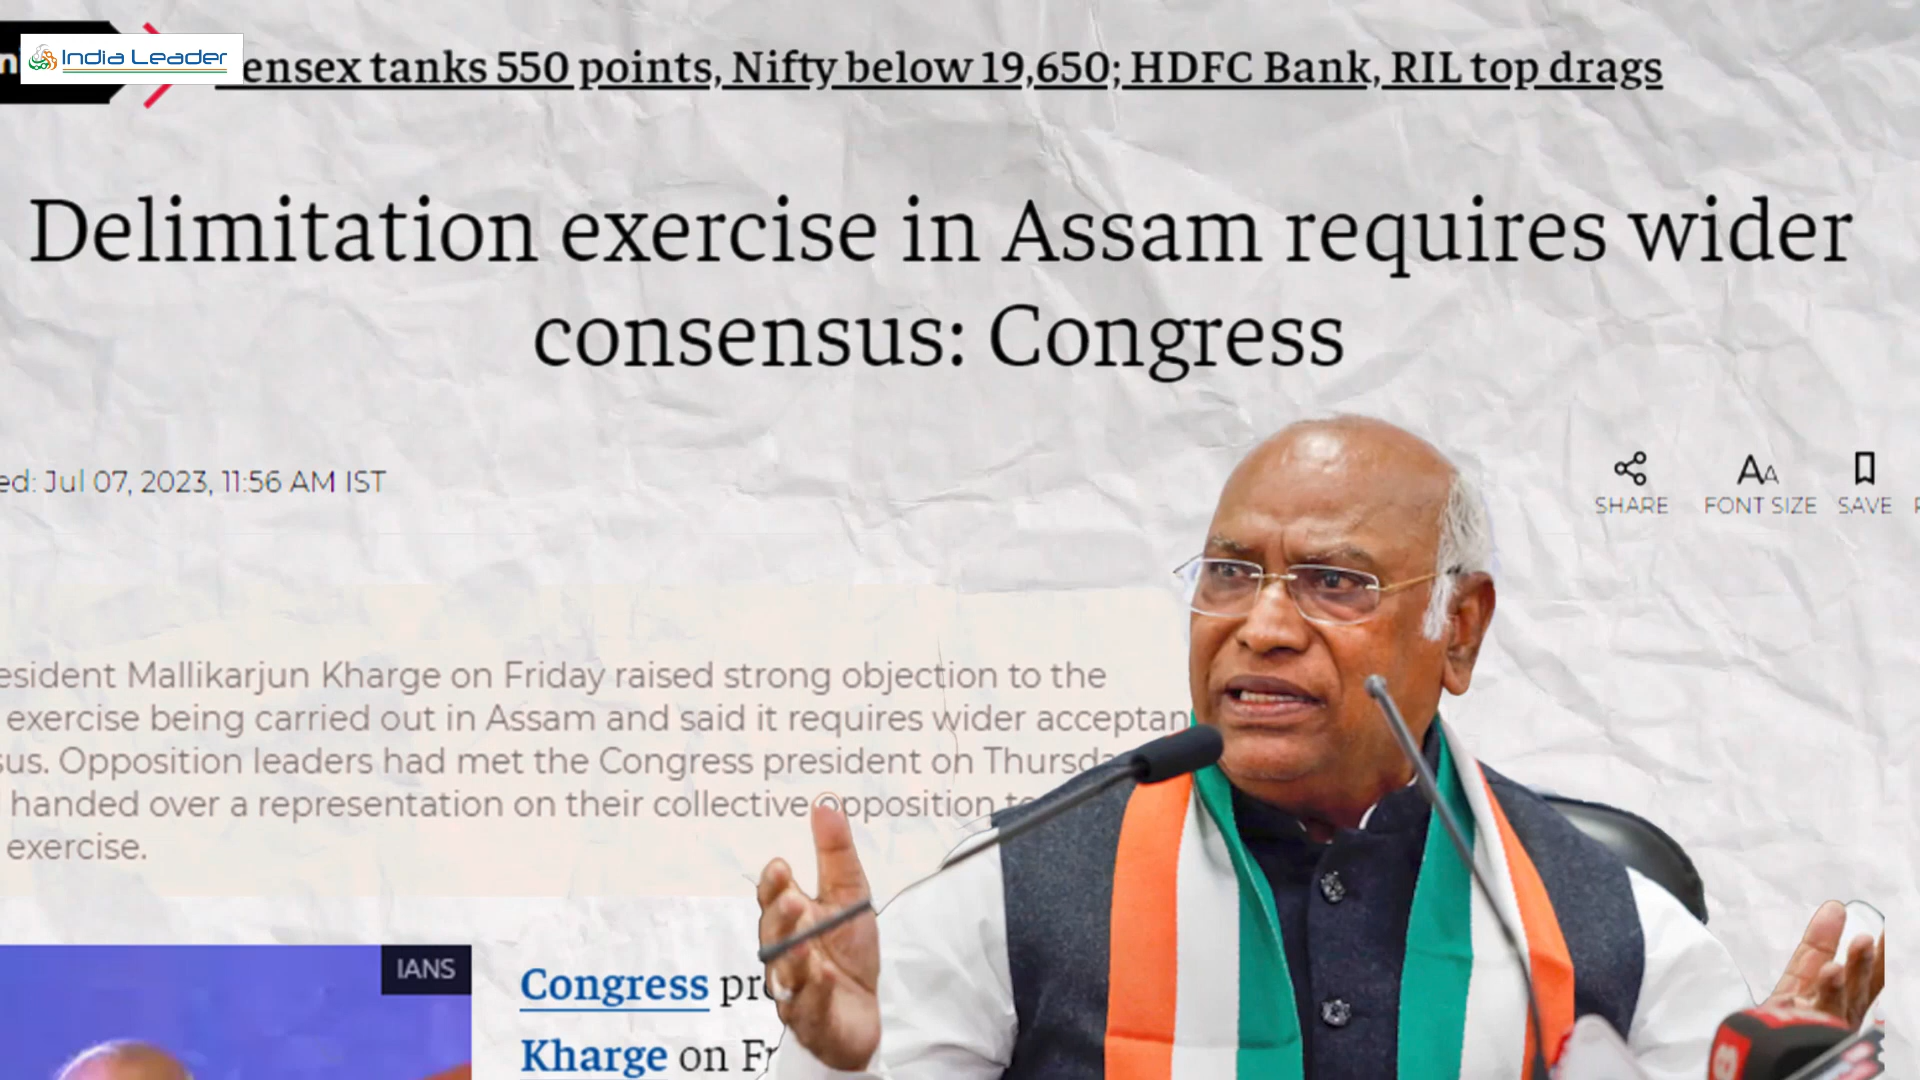 India Leader
ensex tanks 550 points, Nifty below 19,650; HDFC Bank, RIL top drags
Delimitation exercise in Assam requires wider
consensus: Congress
ed: Jul 07, 2023, 11:56 AM IST
SHARE FONT SIZE SAVE
esident Mallikarjun Kharge on Friday raised strong objection to the
exercise being carried out in Assam and said it requires wider acceptan
sus. Opposition leaders had met the Congress president on Thursda
handed over a representation on their collective opposition to
exercise.
IANS
Congress pr
Kharge on Fr